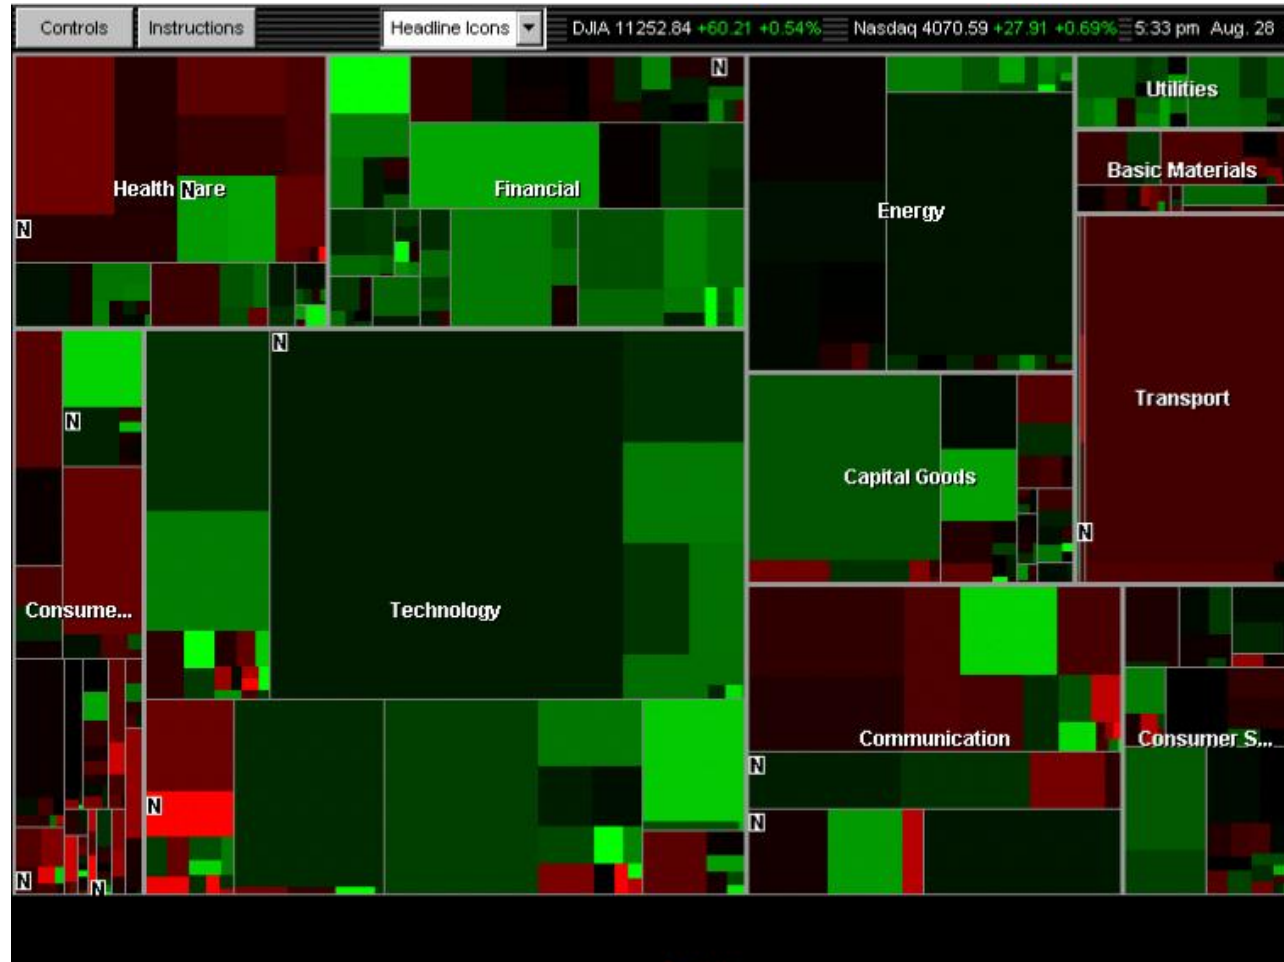 Controls Instructions Headline Icons DJIA 11252.84 +60.21 +0.54% Nasdaq 4070.59 +27.91 +0.69% 5:33 pm Aug. 28
N
Utilities
Basic Materials
Health Nare
Financial
Energy
N
N
Transport
N
Capital Goods
N
Consume...
Technology
Communication
Consumer S...
N
N
N
N
N